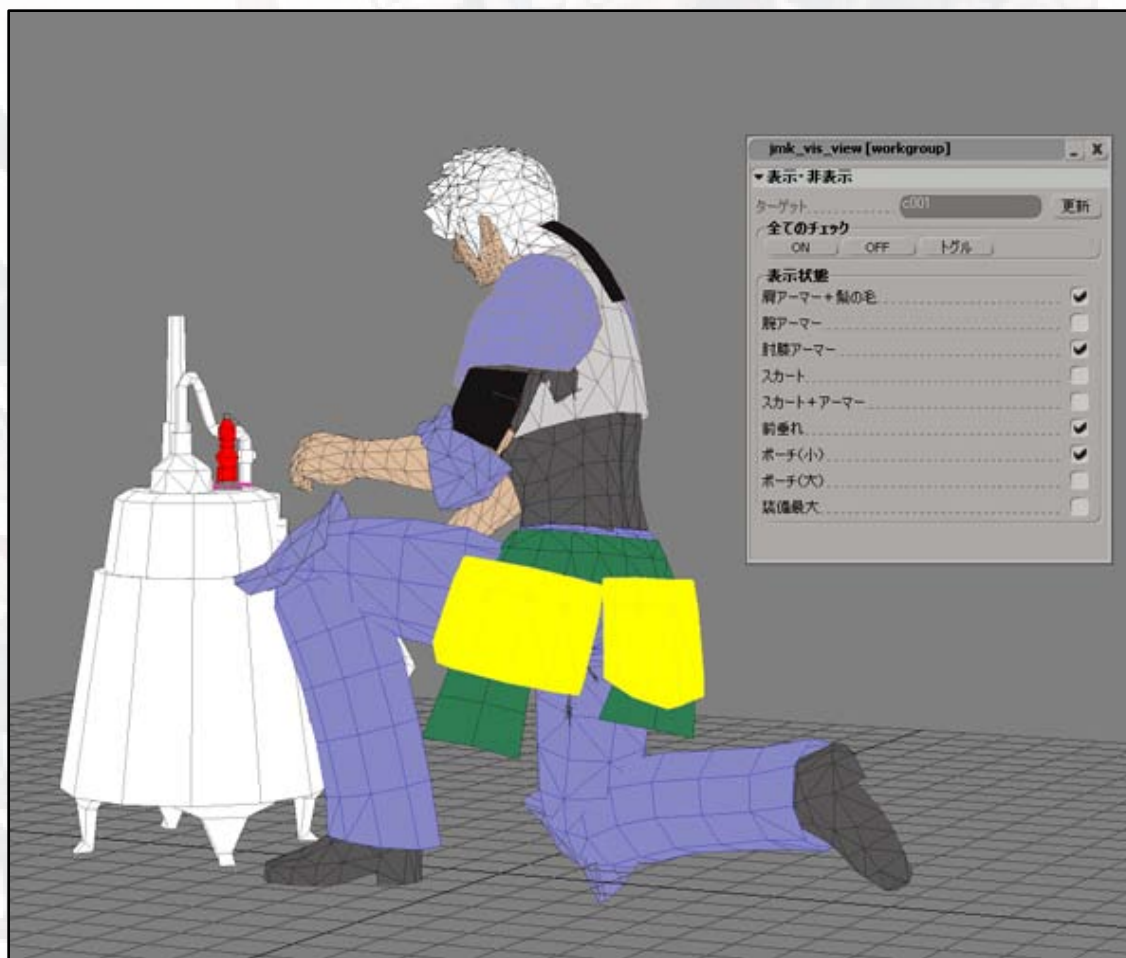 jmk_vis_view [workgroup]
表示・非表示
ターゲット c001 更新
全てのチェック
ON OFF トグル
表示状態
肩アーマー+髪の毛
腕アーマー
肘膝アーマー
スカート
スカート+アーマー
前垂れ
ポーチ(小)
ポーチ(大)
装備最大